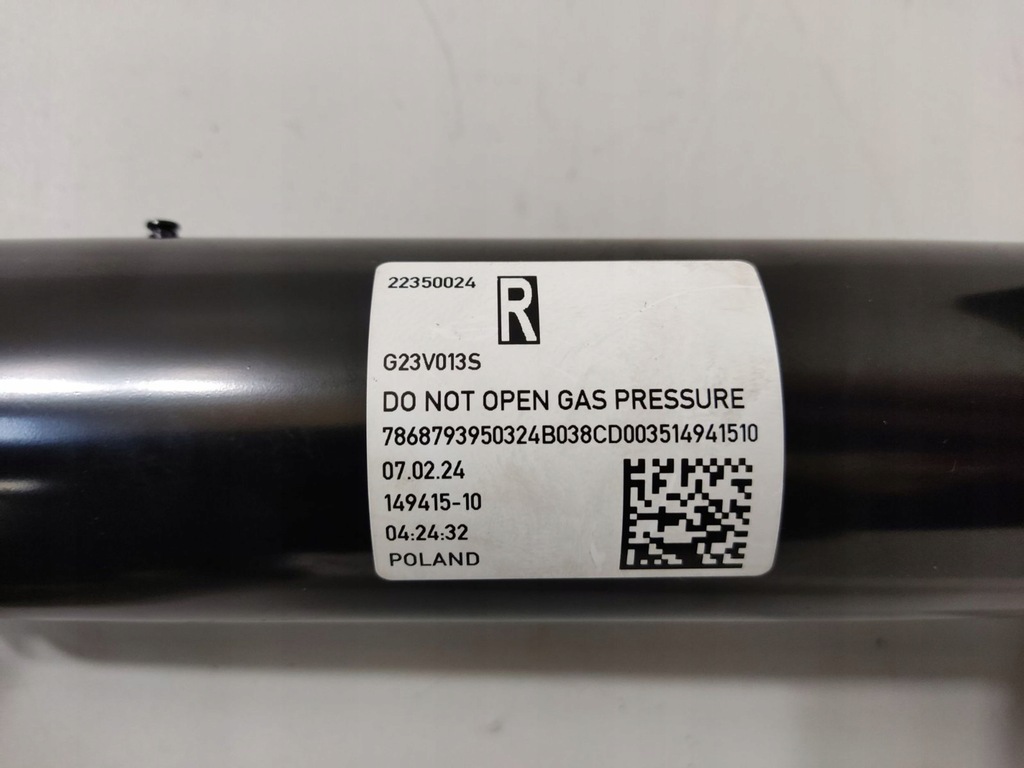 22350024 R
G23V013S
DO NOT OPEN GAS PRESSURE
7868793950324B038CD003514941510
07.02.24
149415-10
04:24:32
POLAND